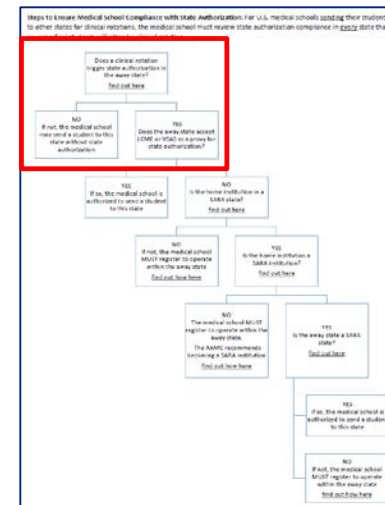 Steps to Ensure Medical School Compliance with State Authorization: For U.S. medical schools sending their students
to other states for clinical rotations, the medical school must review state authorization compliance in every state that
Does a clinical rotation
trigger state authorization in
the away state?
find out here
NO
If not, the medical school
may send a student to this
state without state
authorization
YES
Does the away state accept
LCME or VSAS as a proxy for
state authorization?
YES
If so, the medical school is
authorized to send a student
to this state
NO
Is the home institution in a
SARA state?
find out here
NO
If not, the medical school
MUST register to operate
within the away state
find out how here
YES
Is the home institution a
SARA institution?
find out here
NO
The medical school MUST
register to operate within the
away state.
The AAMC recommends
becoming a SARA institution
find out how here
YES
Is the away state a SARA
state?
find out here
YES
If so, the medical school is
authorized to send a student
to this state
NO
If not, the medical school
MUST register to operate
within the away state
find out how here